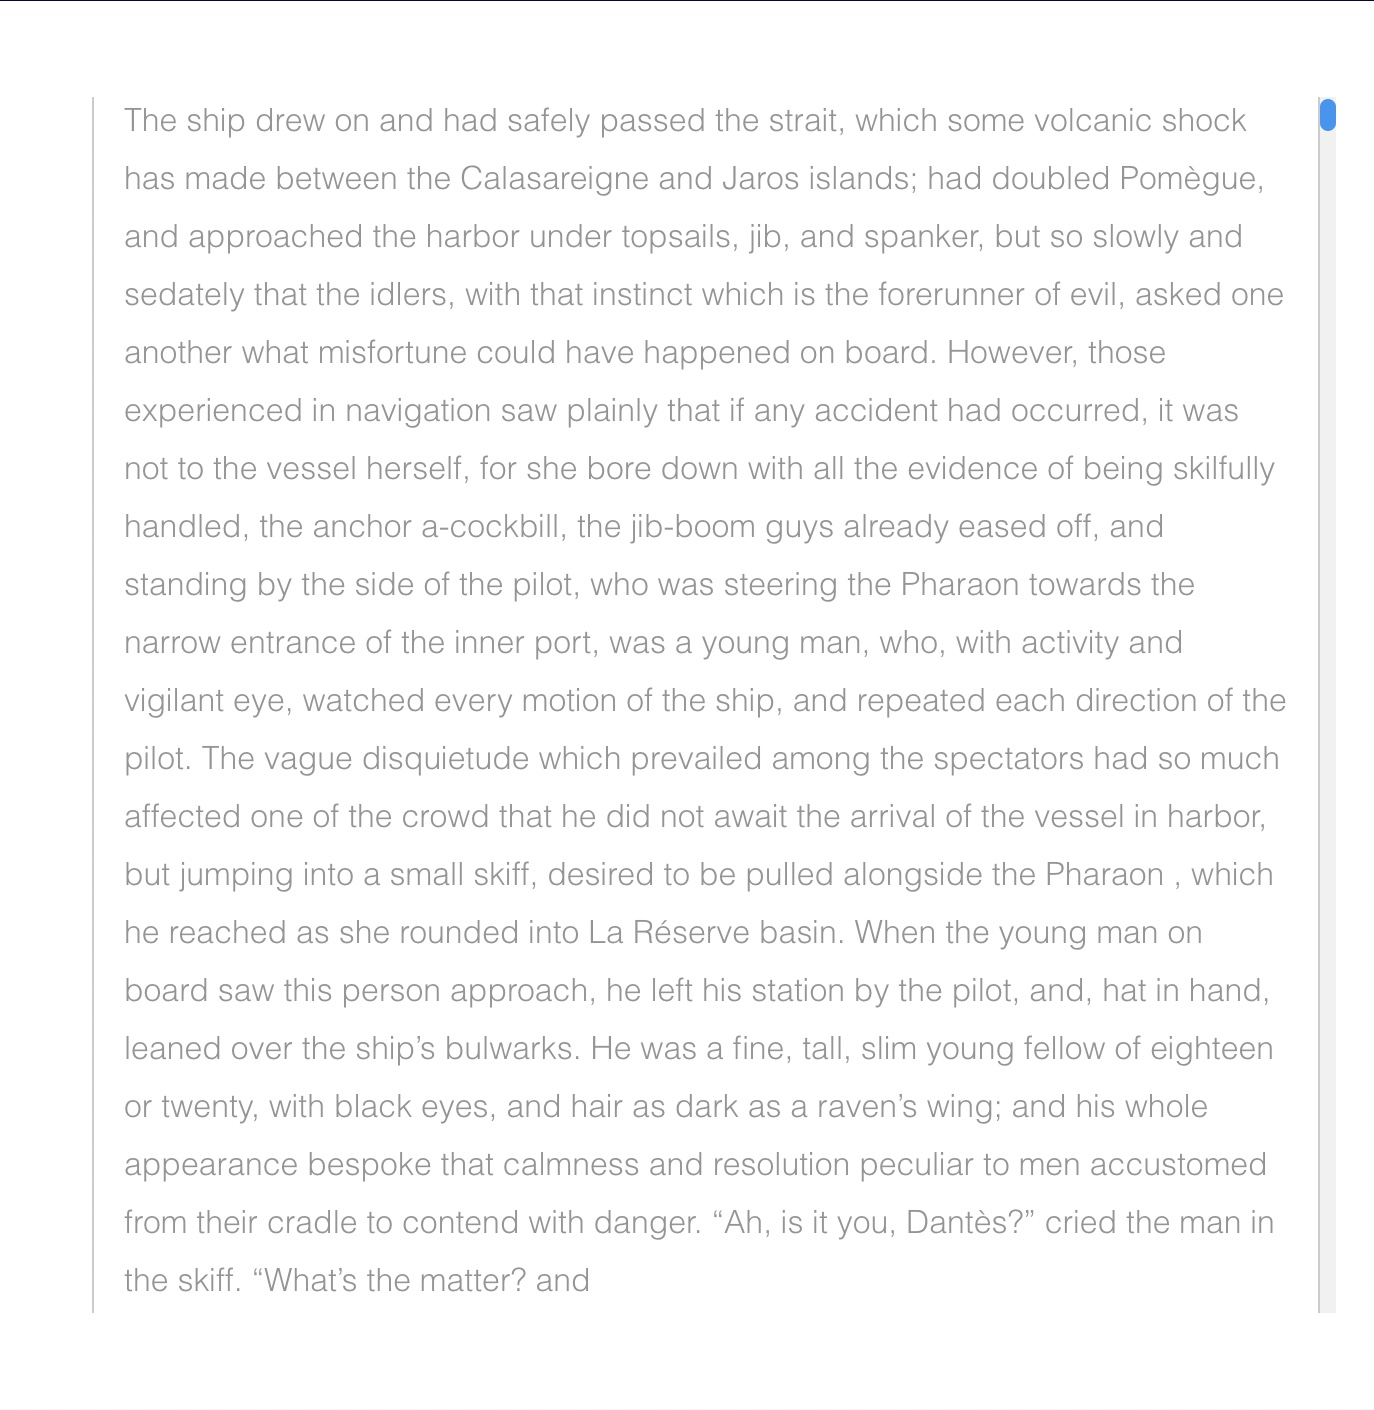 The ship drew on and had safely passed the strait, which some volcanic shock
has made between the Calasareigne and Jaros islands; had doubled Pomègue,
and approached the harbor under topsails, jib, and spanker, but so slowly and
sedately that the idlers, with that instinct which is the forerunner of evil, asked one
another what misfortune could have happened on board. However, those
experienced in navigation saw plainly that if any accident had occurred, it was
not to the vessel herself, for she bore down with all the evidence of being skilfully
handled, the anchor a-cockbill, the jib-boom guys already eased off, and
standing by the side of the pilot, who was steering the Pharaon towards the
narrow entrance of the inner port, was a young man, who, with activity and
vigilant eye, watched every motion of the ship, and repeated each direction of the
pilot. The vague disquietude which prevailed among the spectators had so much
affected one of the crowd that he did not await the arrival of the vessel in harbor,
but jumping into a small skiff, desired to be pulled alongside the Pharaon , which
he reached as she rounded into La Réserve basin. When the young man on
board saw this person approach, he left his station by the pilot, and, hat in hand,
leaned over the ship’s bulwarks. He was a fine, tall, slim young fellow of eighteen
or twenty, with black eyes, and hair as dark as a raven’s wing; and his whole
appearance bespoke that calmness and resolution peculiar to men accustomed
from their cradle to contend with danger. “Ah, is it you, Dantès?” cried the man in
the skiff. “What’s the matter? and